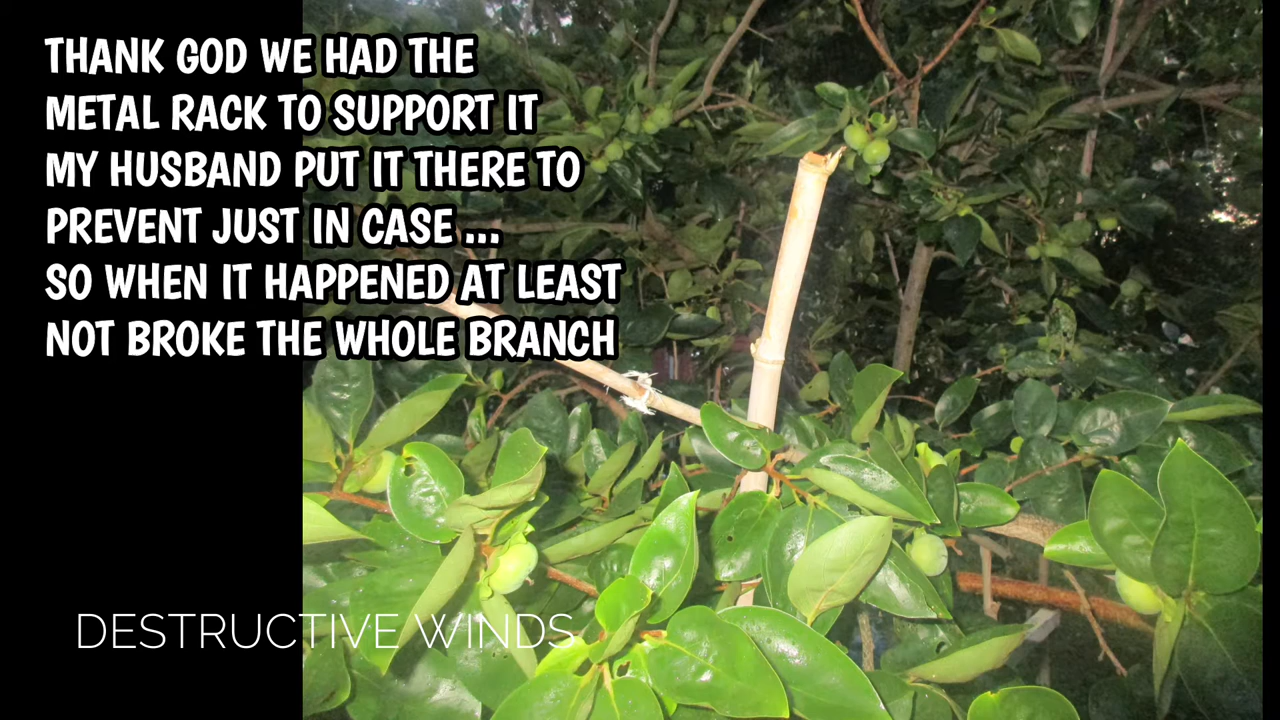 THANK GOD WE HAD THE
METAL RACK TO SUPPORT IT
MY HUSBAND PUT IT THERE TO
PREVENT JUST IN CASE ...
SO WHEN IT HAPPENED AT LEAST
NOT BROKE THE WHOLE BRANCH
DESTRUCTIVE WINDS